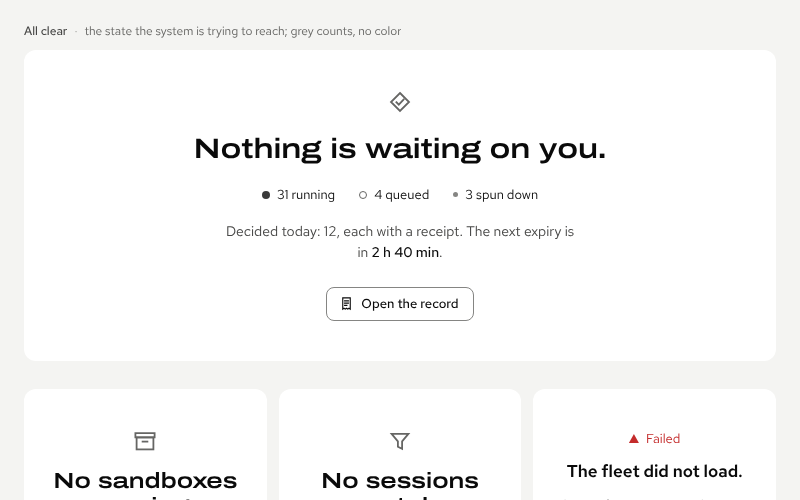 All clear · the state the system is trying to reach; grey counts, no color
Nothing is waiting on you.
31 running 4 queued 3 spun down
Decided today: 12, each with a receipt. The next expiry is
in 2 h 40 min.
Open the record
No sandboxes
No sessions
Failed
The fleet did not load.